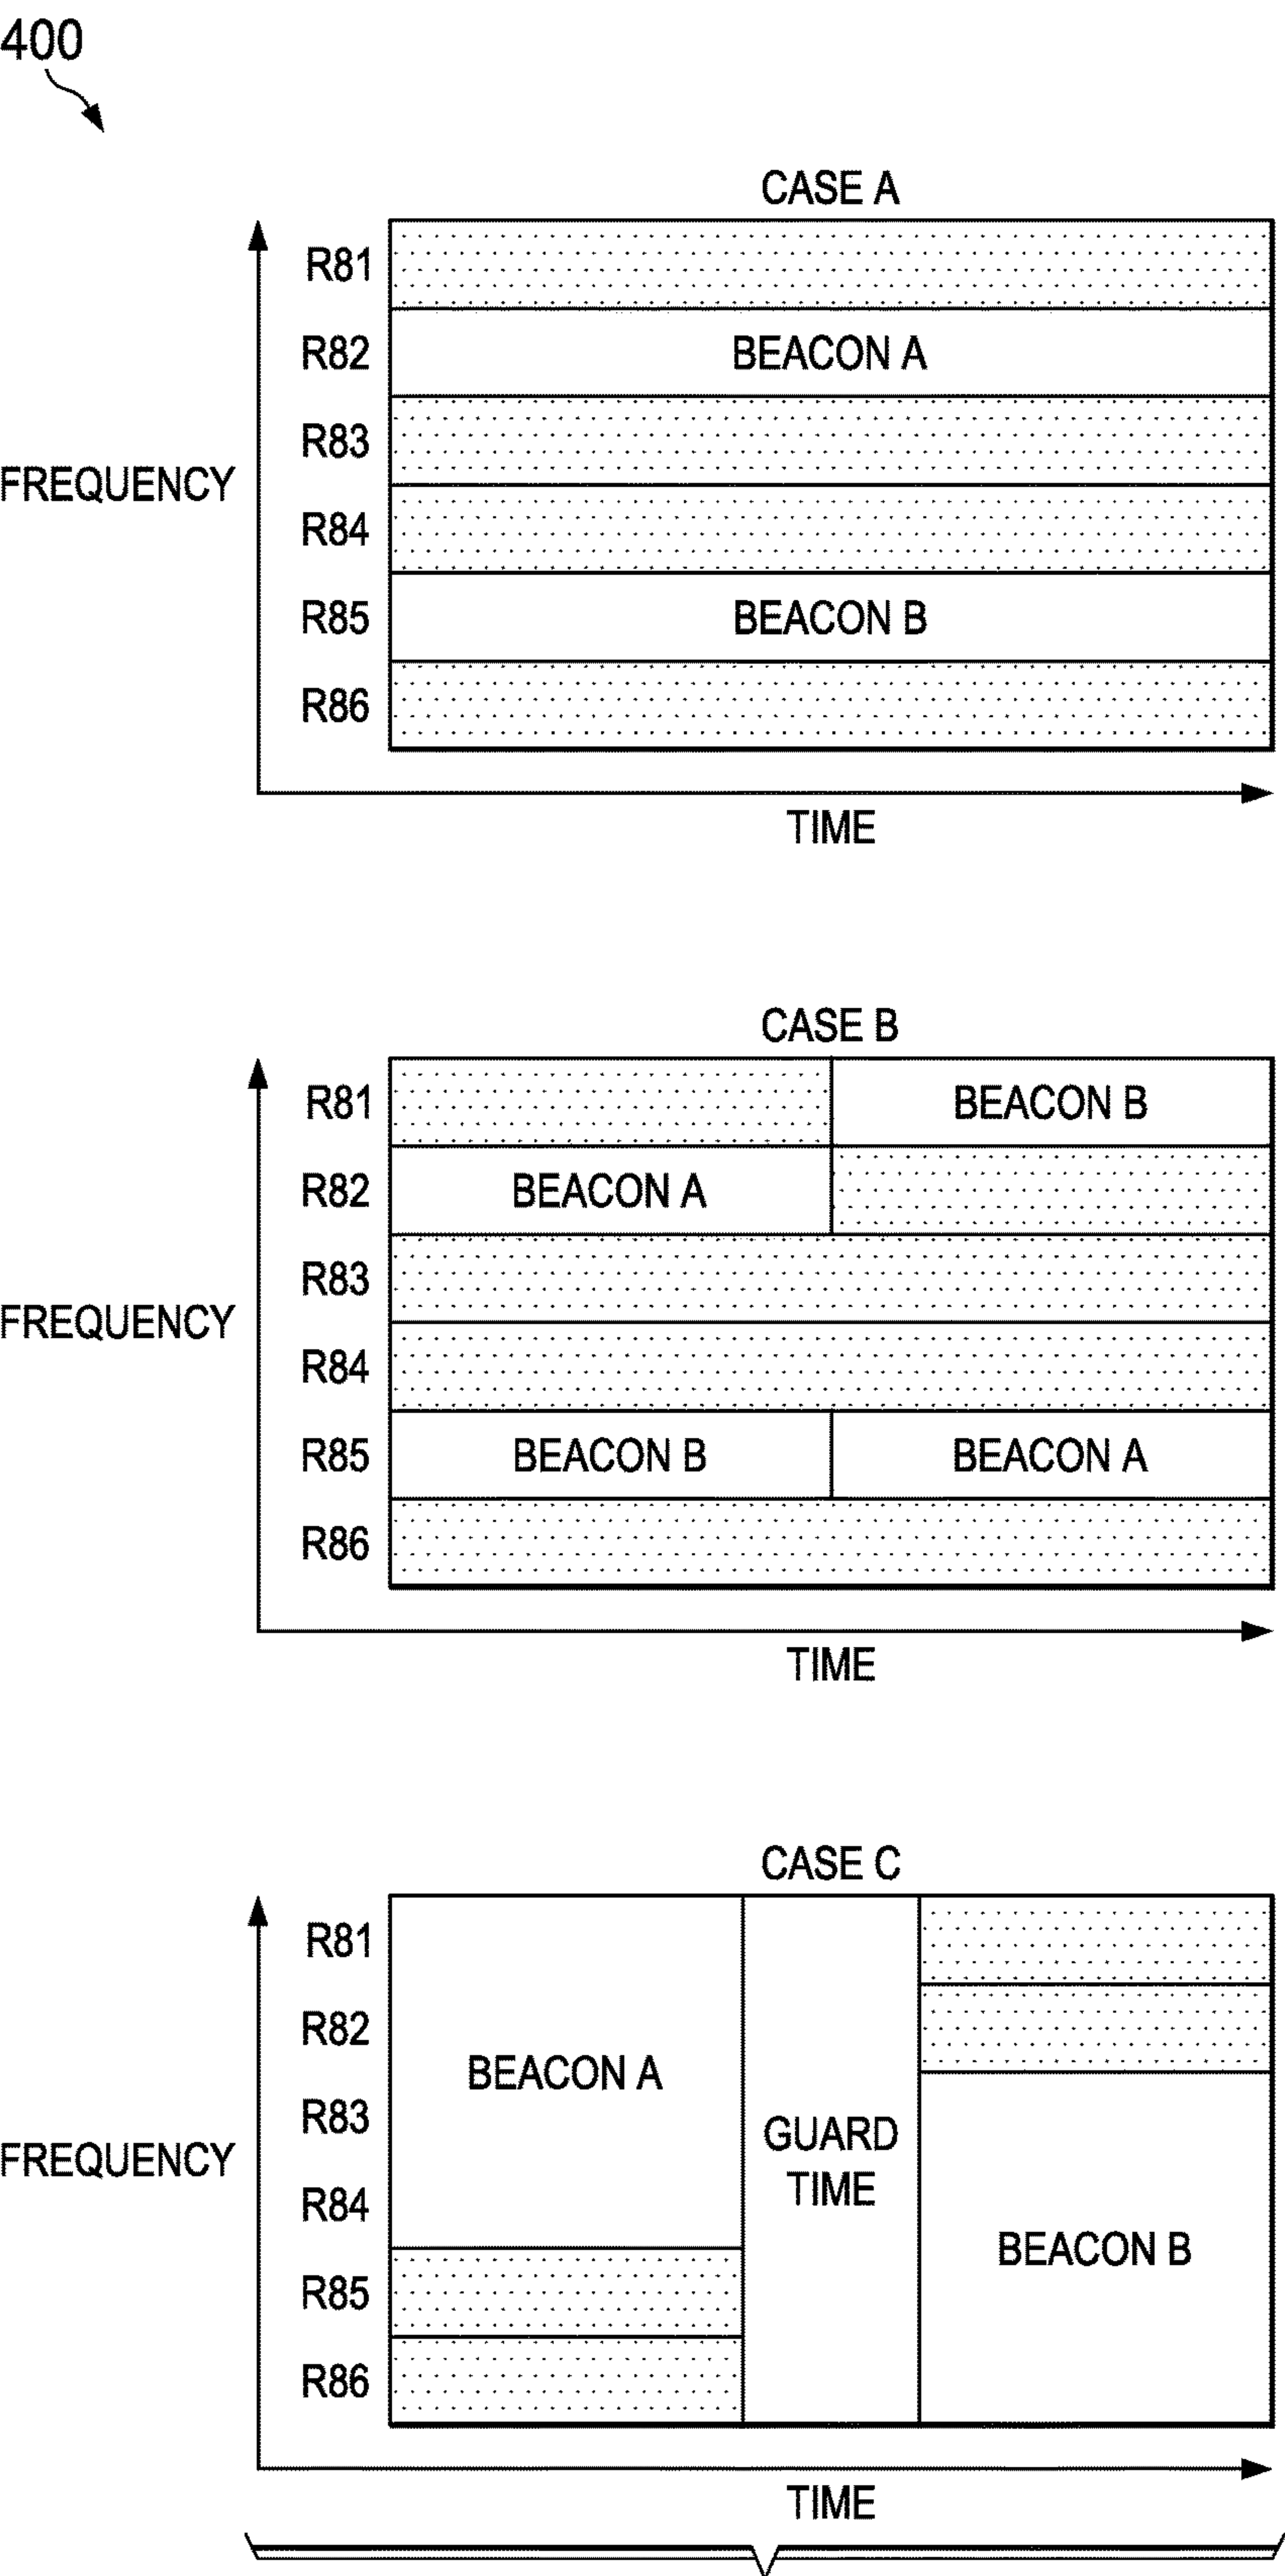 400
CASE A
R81
R82 BEACON A
R83
FREQUENCY
R84
R85 BEACON B
R86
TIME
CASE B
R81 BEACON B
R82 BEACON A
R83
FREQUENCY
R84
R85 BEACON B BEACON A
R86
TIME
CASE C
R81
R82
BEACON A
R83
GUARD
FREQUENCY
TIME
R84
BEACON B
R85
R86
TIME